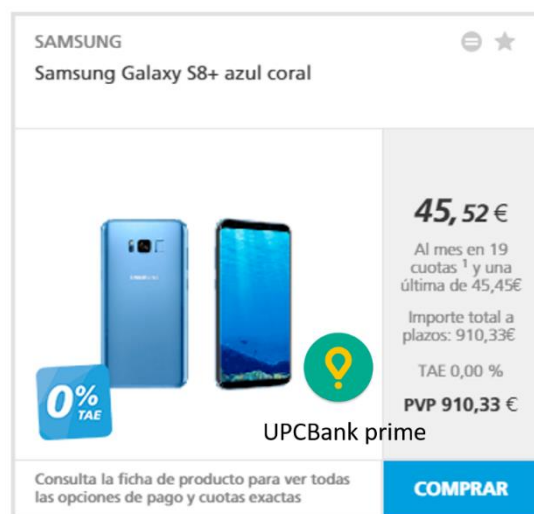 SAMSUNG
Samsung Galaxy S8+ azul coral
45,52 €
Al mes en 19
cuotas ¹ y una
última de 45,45€
Importe total a
plazos: 910,33€
TAE 0,00 %
PVP 910,33 €
SAMSUNG
0%
TAE
UPCBank prime
Consulta la ficha de producto para ver todas
las opciones de pago y cuotas exactas
COMPRAR